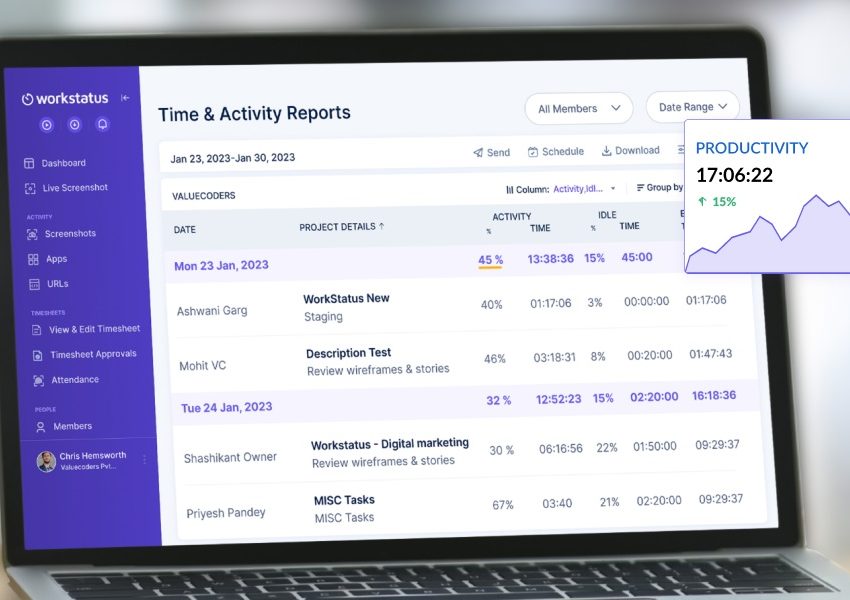 workstatus
Dashboard
Live Screenshot
ACTIVITY
Screenshots
Apps
URLs
TIMESHEETS
View & Edit Timesheet
Timesheet Approvals
Attendance
PEOPLE
Members
Chris Hemsworth
Valuecoders Pvt...
Time & Activity Reports
All Members
Date Range
Jan 23, 2023-Jan 30, 2023
Send
Schedule
Download
VALUECODERS
Column: Activity,idl...
Group by
DATE
PROJECT DETAILS ↑
ACTIVITY
% TIME
IDLE
% TIME
Mon 23 Jan, 2023 45 % 13:38:36 15% 45:00
Ashwani Garg WorkStatus New 40% 01:17:06 3% 00:00:00 01:17:06
Staging
Mohit VC Description Test 46% 03:18:31 8% 00:20:00 01:47:43
Review wireframes & stories
Tue 24 Jan, 2023 32 % 12:52:23 15% 02:20:00 16:18:36
Shashikant Owner Workstatus - Digital marketing 30 % 06:16:56 22% 01:50:00 09:29:37
Review wireframes & stories
Priyesh Pandey MISC Tasks 67% 03:40 21% 02:20:00 09:29:37
MISC Tasks
PRODUCTIVITY
17:06:22
↑ 15%